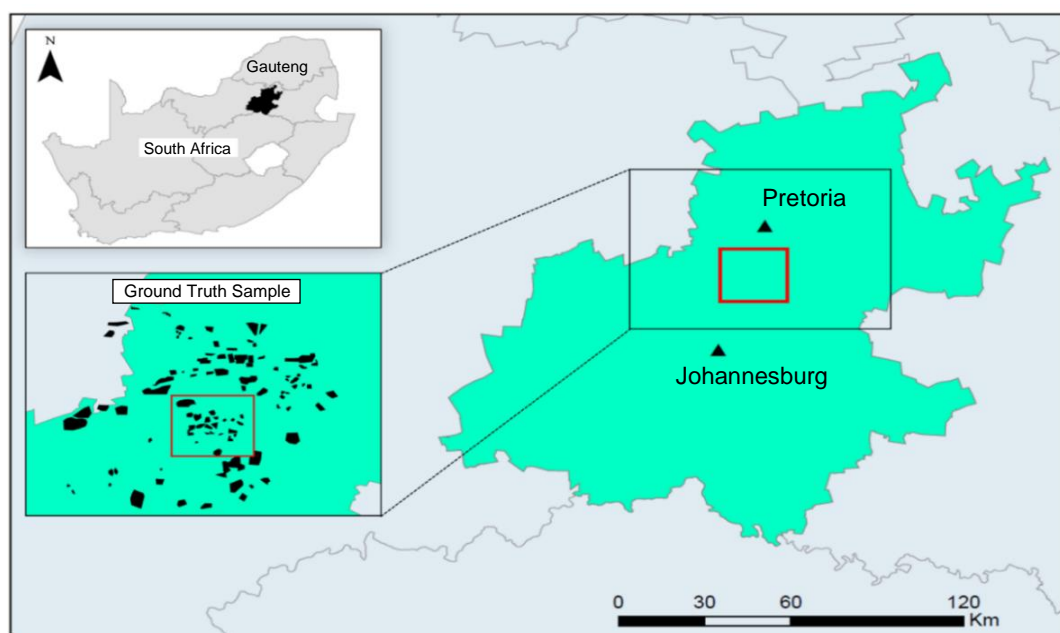 N
Gauteng
South Africa
Ground Truth Sample
Pretoria
Johannesburg
0 30 60 120
Km